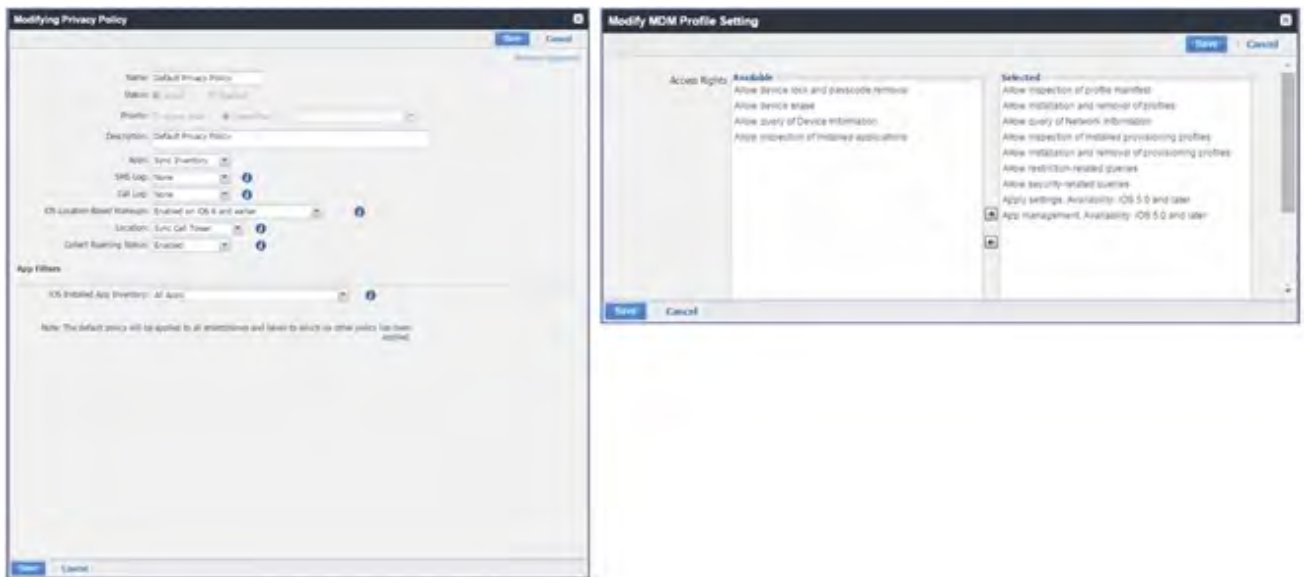 Modifying Privacy Policy
Save Cancel
Name: Default Privacy Policy
Status:
Priority:
Description: Default Privacy Policy
Apps: Sync Inventory
SMS Log: None
Call Log: None
iOS Location-Based Wakeups: Enabled on iOS 6 and earlier
Location: Sync Cell Tower
Collect Roaming Status: Enabled
App Filters
iOS Installed App Inventory: All Apps
Note: The default policy will be applied to all smartphones and tablets to which no other policy has been
applied.
Save Cancel
Modify MDM Profile Setting
Save Cancel
Access Rights
Available
Allow device lock and passcode removal
Allow device erase
Allow query of Device Information
Allow inspection of installed applications
Selected
Allow inspection of profile manifest
Allow installation and removal of profiles
Allow query of Network Information
Allow inspection of installed provisioning profiles
Allow installation and removal of provisioning profiles
Allow restriction-related queries
Allow security-related queries
Apply settings. Availability: iOS 5.0 and later
App management. Availability: iOS 5.0 and later
Save Cancel